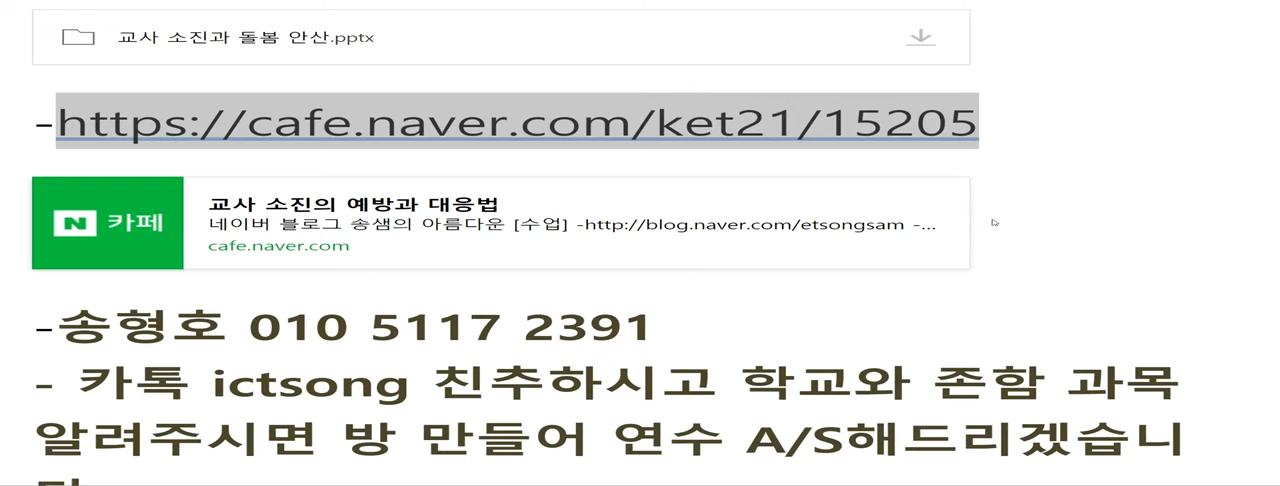 교사 소진과 돌봄 안산.pptx
-https://cafe.naver.com/ket21/15205
N 카페
교사 소진의 예방과 대응법
네이버 블로그 송샘의 아름다운 [수업] -http://blog.naver.com/etsongsam -...
cafe.naver.com
-송형호 010 5117 2391
- 카톡 ictsong 친추하시고 학교와 존함 과목
알려주시면 방 만들어 연수 A/S해드리겠습니